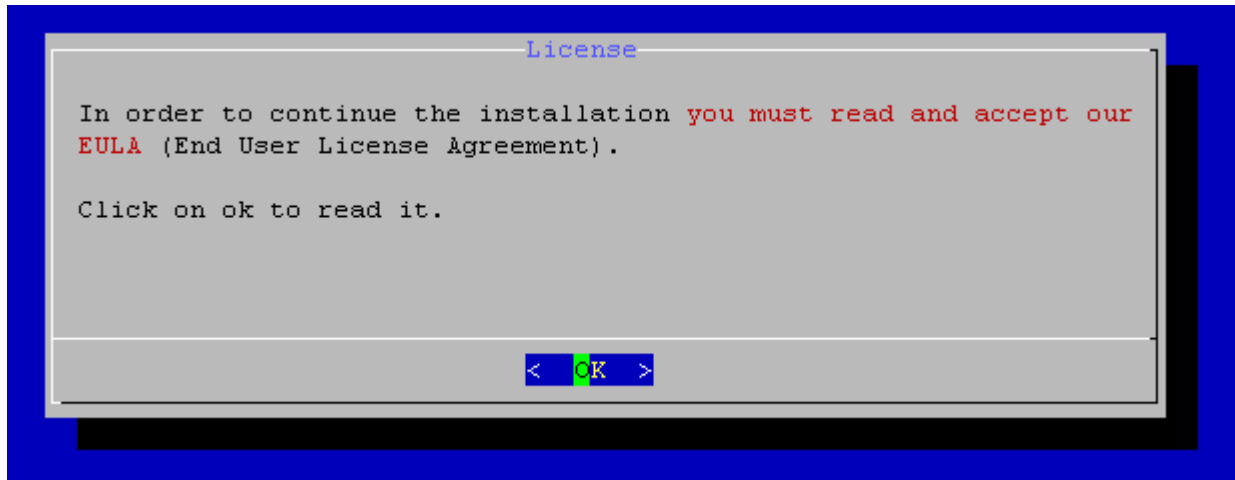 License
In order to continue the installation you must read and accept our
EULA (End User License Agreement).
Click on ok to read it.
< OK >